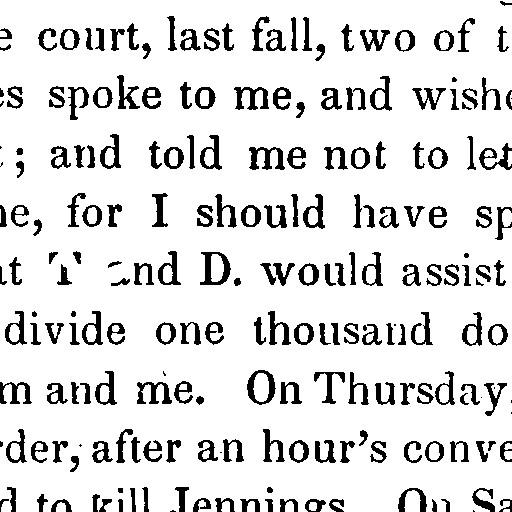 e court, last fall, two of t
es spoke to me, and wishe
; and told me not to let
ne, for I should have sp
at T and D. would assist
divide one thousand do
m and me. On Thursday,
rder, after an hour's conve
d to kill Jennings. On Sa